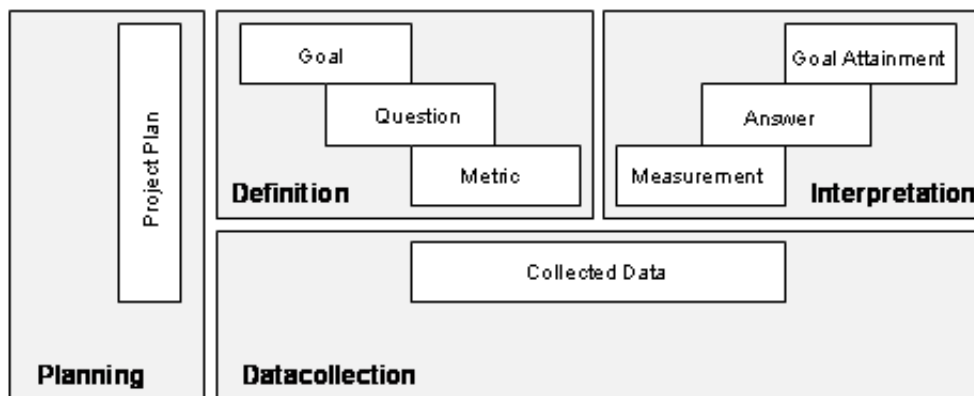 Project Plan
Planning
Goal
Question
Metric
Definition
Goal Attainment
Answer
Measurement
Interpretation
Collected Data
Datacollection